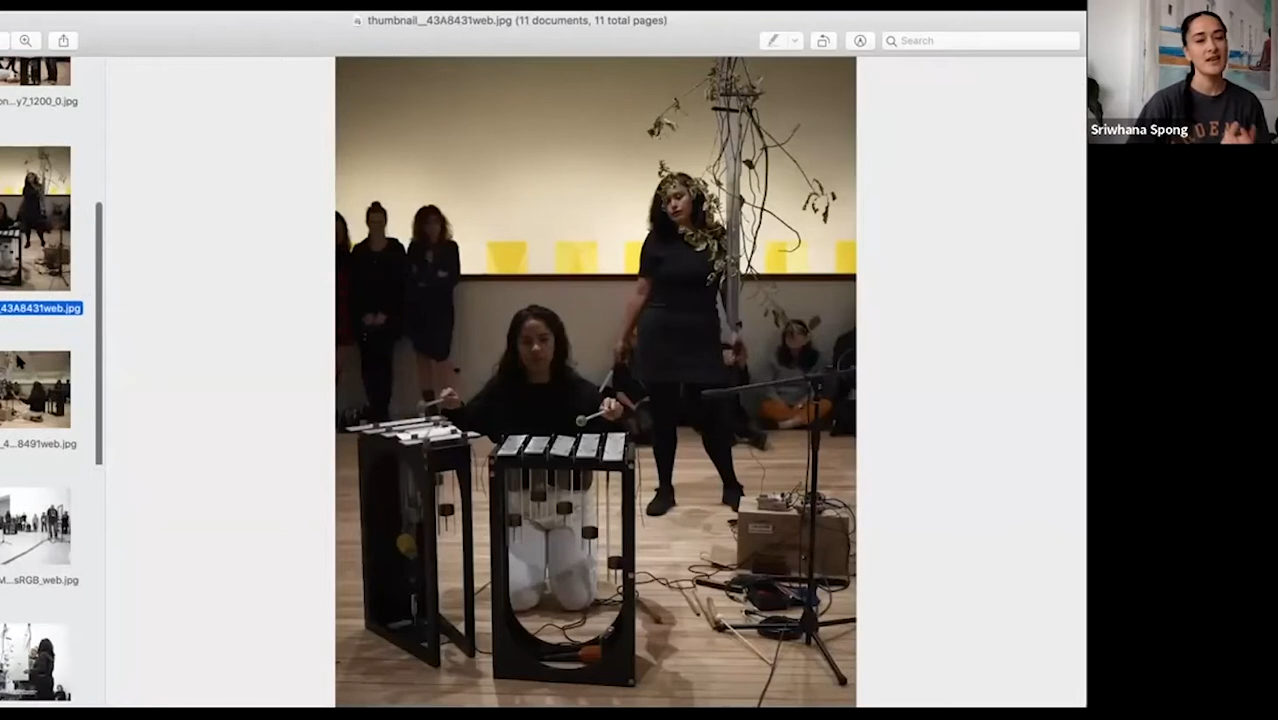 thumbnail__43A8431web.jpg (11 documents, 11 total pages)
Search
Sriwhana Spong
on...y7_1200_0.jpg
_43A8431web.jpg
_4...8491web.jpg
M...sRGB_web.jpg